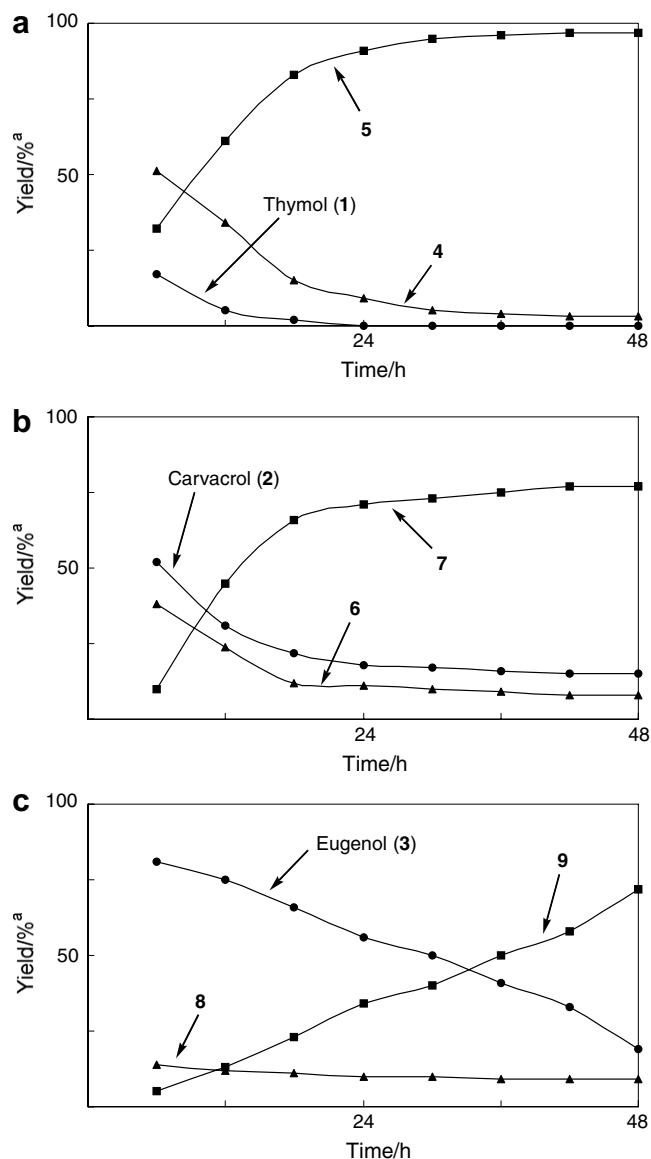 a
100
50
Yield/%a
5
Thymol (1)
4
24
48
Time/h
b
100
50
Yield/%a
Carvacrol (2)
7
6
24
48
Time/h
c
100
50
Yield/%a
Eugenol (3)
9
8
24
48
Time/h